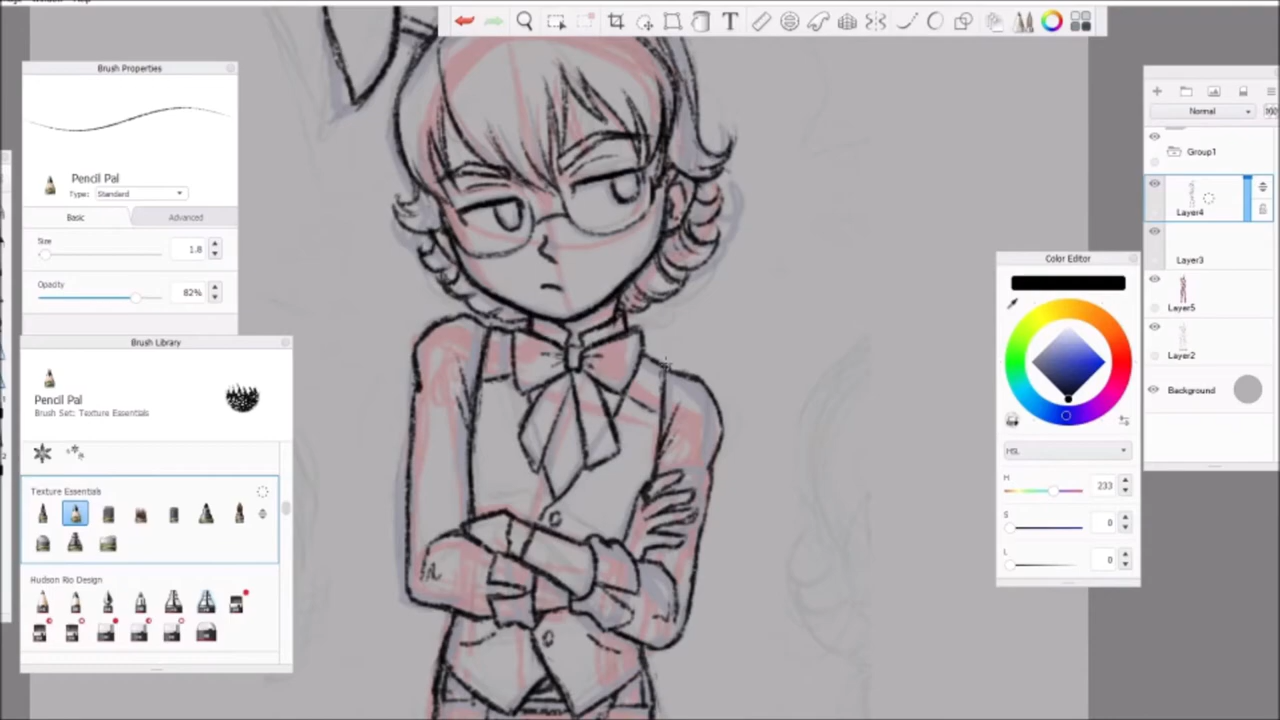 Brush Properties
Pencil Pal
Type: Standard
Basic
Advanced
Size
1.8
Opacity
82%
Brush Library
Pencil Pal
Brush Set: Texture Essentials
Texture Essentials
Hudson Rio Design
T
Normal
Group1
Layer4
Layer3
Layer5
Layer2
Background
Color Editor
HSL
H
233
S
0
L
0